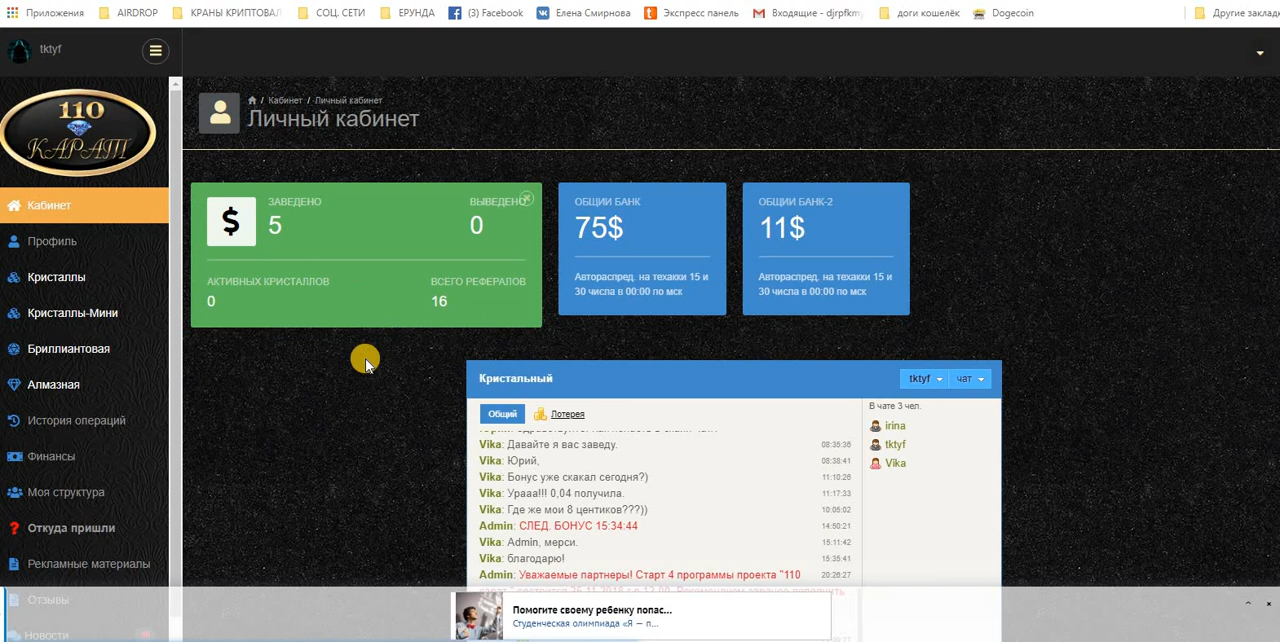 Приложения AIRDROP КРАНЫ КРИПТОВАЛ СОЦ. СЕТИ ЕРУНДА (3) Facebook Елена Смирнова Экспресс панель Входящие - djrpfkmy доги кошелёк Dogecoin Другие закладк
tktyf
110
КАРАТ
/ Кабинет / Личный кабинет
Личный кабинет
Кабинет
Профиль
Кристаллы
Кристаллы-Мини
Бриллиантовая
Алмазная
История операций
Финансы
Моя структура
Откуда пришли
Рекламные материалы
Отзывы
Новости
$ ЗАВЕДЕНО ВЫВЕДЕНО
5 0
АКТИВНЫХ КРИСТАЛЛОВ ВСЕГО РЕФЕРАЛОВ
0 16
ОБЩИЙ БАНК
75$
Автораспред. на техакки 15 и
30 числа в 00:00 по мск
ОБЩИЙ БАНК-2
11$
Автораспред. на техакки 15 и
30 числа в 00:00 по мск
Кристальный tktyf чат
Общий Лотерея
В чате 3 чел.
irina
tktyf
Vika
Vika: Давайте я вас заведу. 08:35:36
Vika: Юрий, 08:38:41
Vika: Бонус уже скакал сегодня?) 11:10:26
Vika: Урааа!!! 0,04 получила. 11:17:33
Vika: Где же мои 8 центиков???)) 10:05:02
Admin: СЛЕД. БОНУС 15:34:44 14:50:21
Vika: Admin, мерси. 15:11:42
Vika: благодарю! 15:35:41
Admin: Уважаемые партнеры! Старт 4 программы проекта "110 20:26:27
Помогите своему ребенку попас...
Студенческая олимпиада «Я — п...